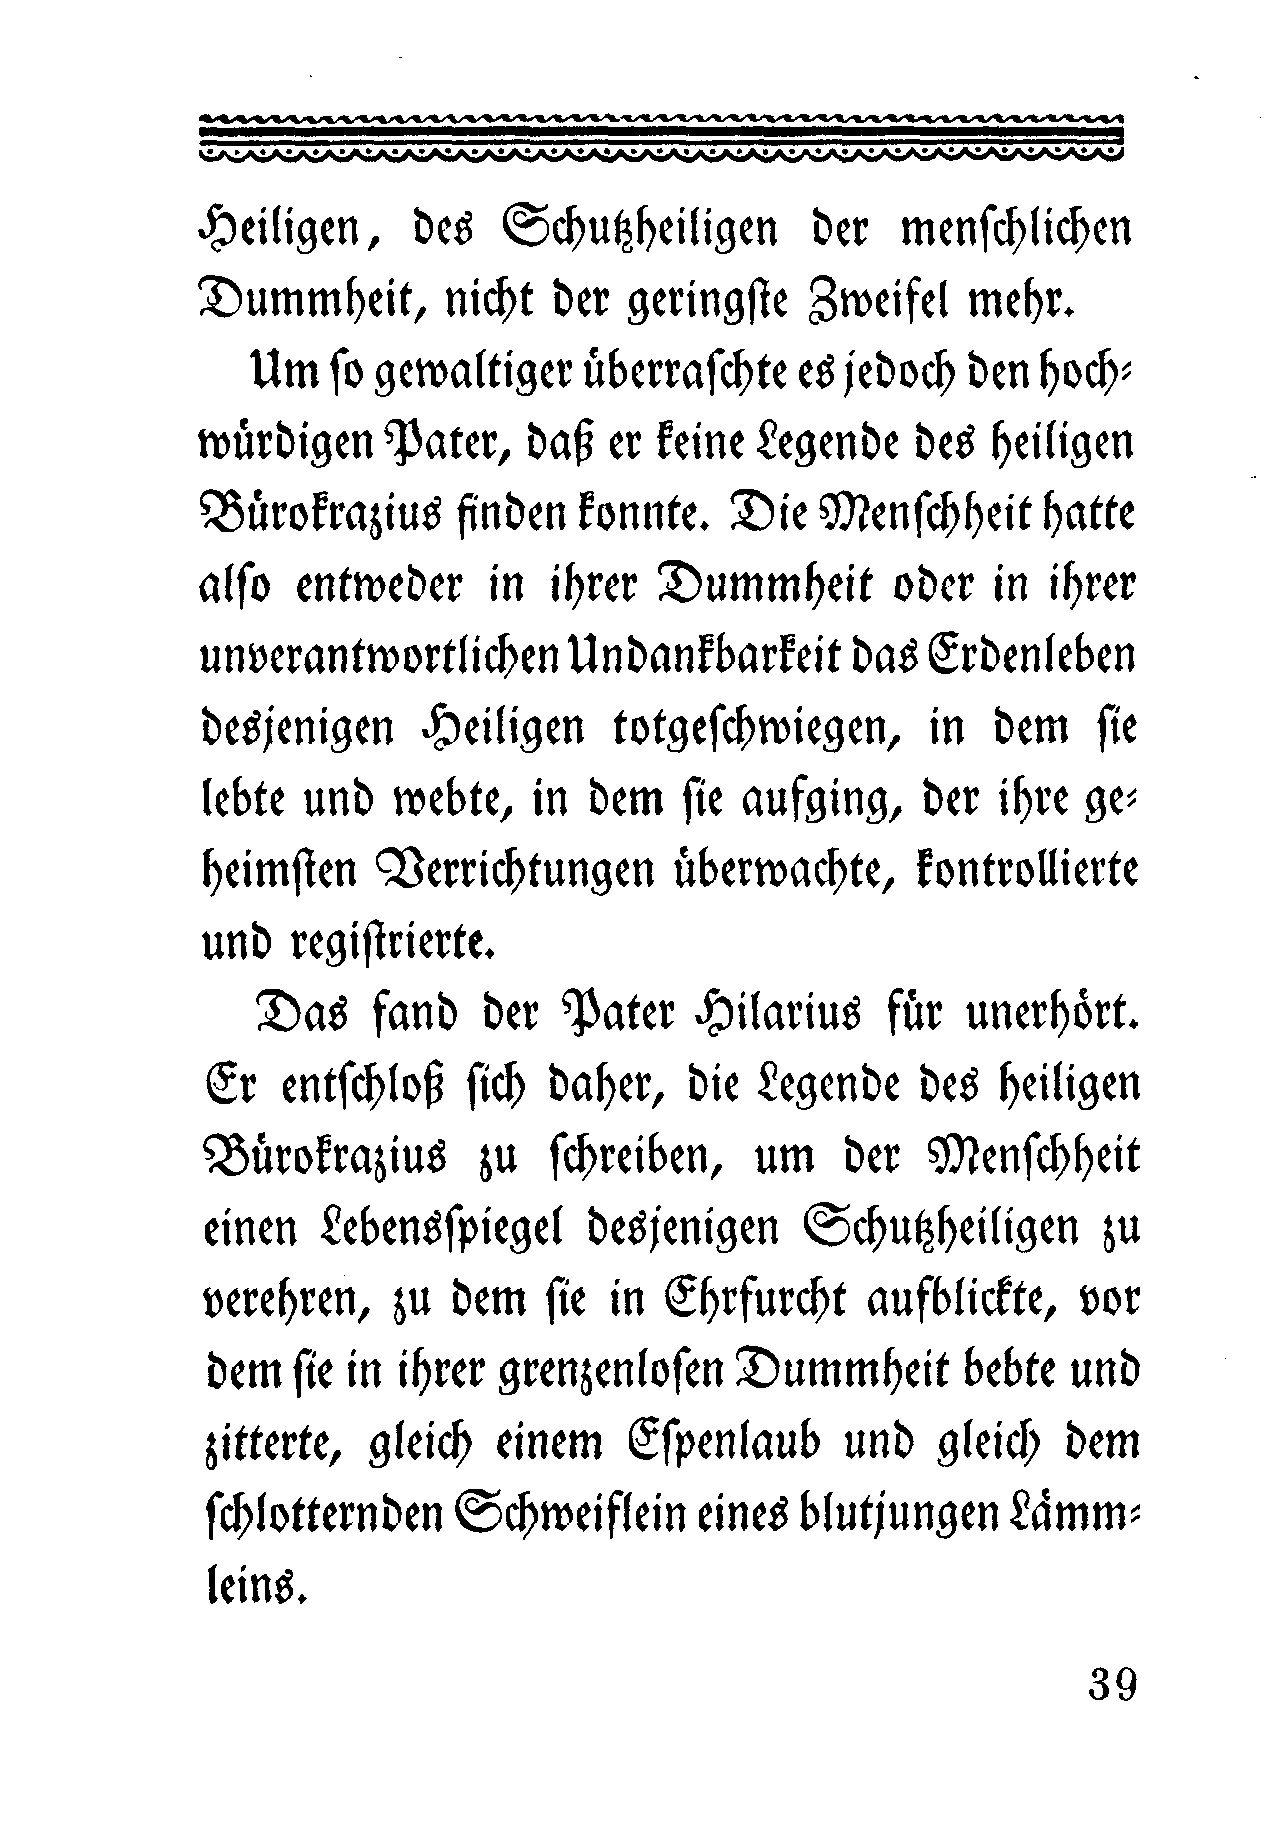 Heiligen, des Schutzheiligen der menſchlichen
Dummheit, nicht der geringſte Zweifel mehr.
Um ſo gewaltiger überraſchte es jedoch den hoch⸗
würdigen Pater, daß er keine Legende des heiligen
Bürokrazius finden konnte. Die Menſchheit hatte
alſo entweder in ihrer Dummheit oder in ihrer
unverantwortlichen Undankbarkeit das Erdenleben
desjenigen Heiligen totgeſchwiegen, in dem ſie
lebte und webte, in dem ſie aufging, der ihre ge⸗
heimſten Verrichtungen überwachte, kontrollierte
und regiſtrierte.
Das fand der Pater Hilarius für unerhört.
Er entſchloß ſich daher, die Legende des heiligen
Bürokrazius zu ſchreiben, um der Menſchheit
einen Lebensſpiegel desjenigen Schutzheiligen zu
verehren, zu dem ſie in Ehrfurcht aufblickte, vor
dem ſie in ihrer grenzenloſen Dummheit bebte und
zitterte, gleich einem Eſpenlaub und gleich dem
ſchlotternden Schweiflein eines blutjungen Lämm⸗
leins.
39